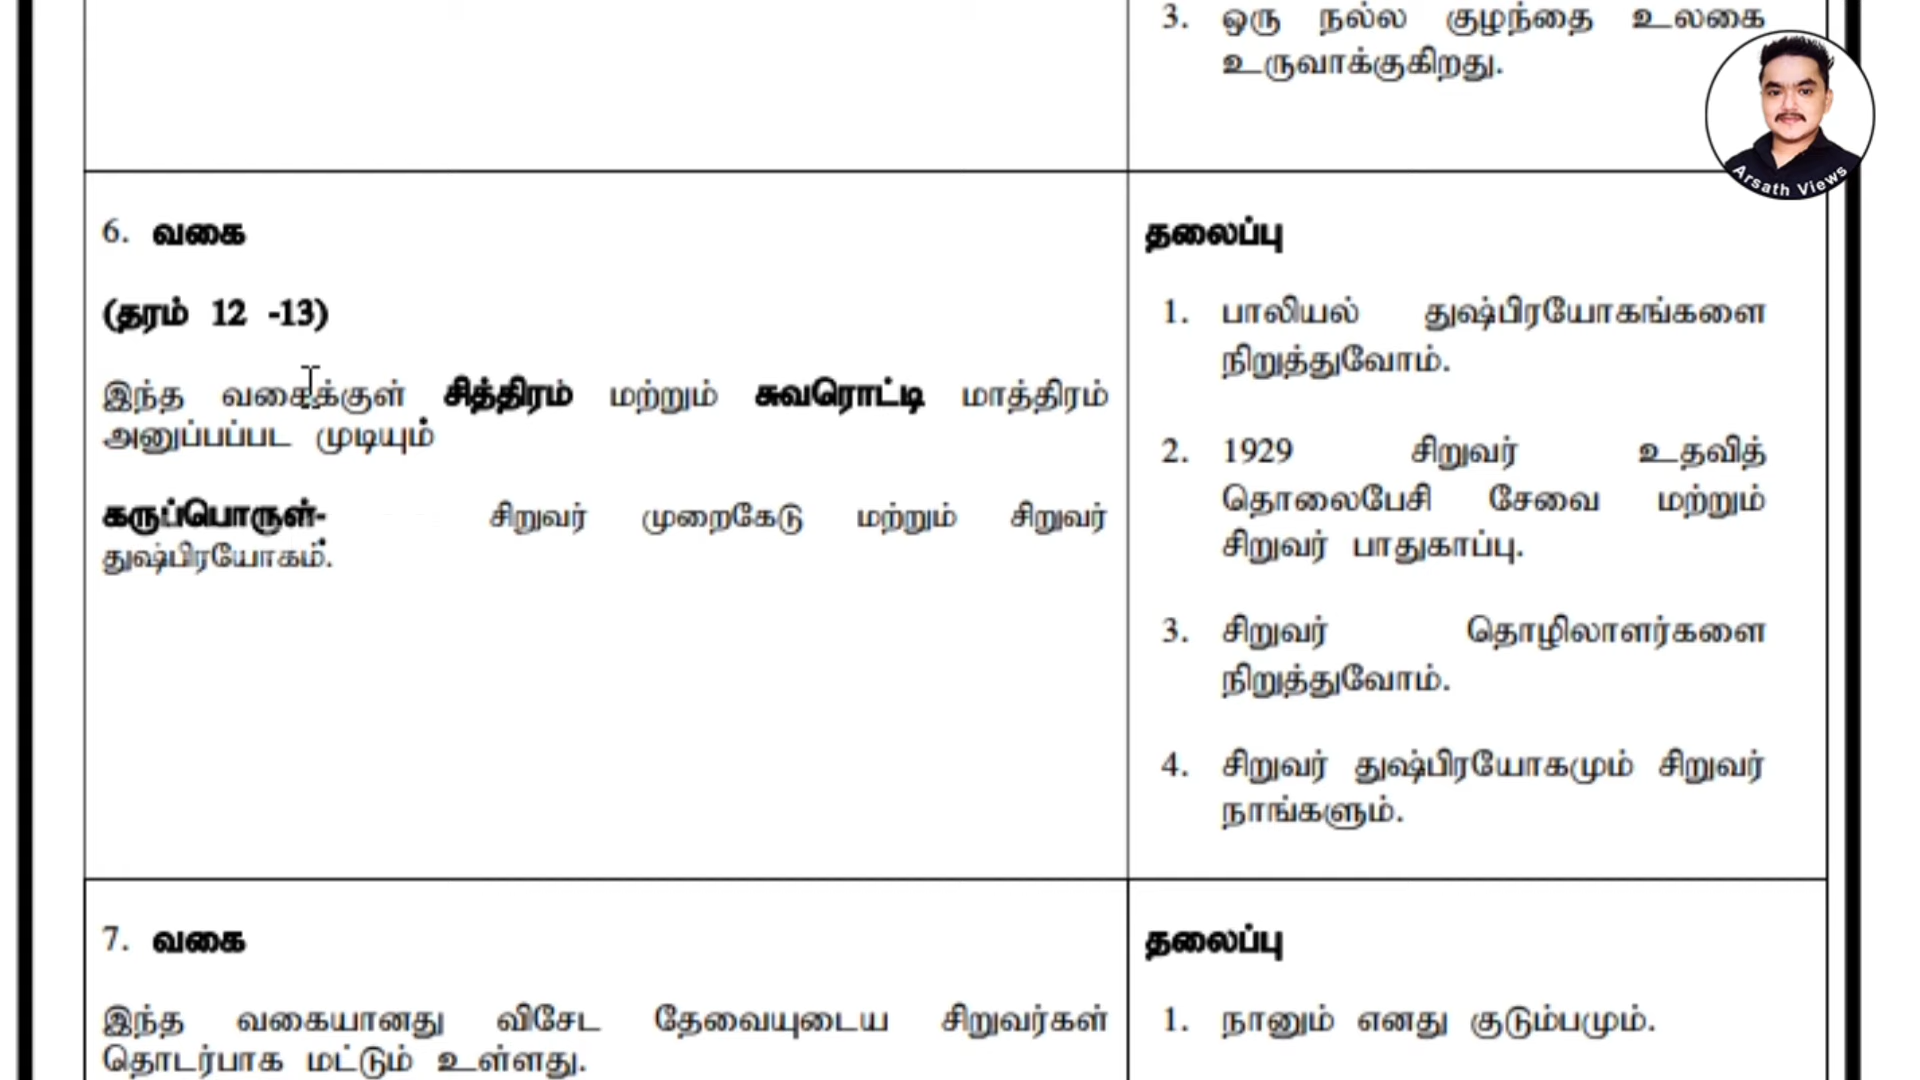 3. ஒரு நல்ல குழந்தை உலகை
உருவாக்குகிறது.
Arsath Views
6. வகை
(தரம் 12 -13)
இந்த வகைக்குள் சித்திரம் மற்றும் சுவரொட்டி மாத்திரம்
அனுப்பப்பட முடியும்
கருப்பொருள்- சிறுவர் முறைகேடு மற்றும் சிறுவர்
துஷ்பிரயோகம்.
தலைப்பு
1. பாலியல் துஷ்பிரயோகங்களை
நிறுத்துவோம்.
2. 1929 சிறுவர் உதவித்
தொலைபேசி சேவை மற்றும்
சிறுவர் பாதுகாப்பு.
3. சிறுவர் தொழிலாளர்களை
நிறுத்துவோம்.
4. சிறுவர் துஷ்பிரயோகமும் சிறுவர்
நாங்களும்.
7. வகை
இந்த வகையானது விசேட தேவையுடைய சிறுவர்கள்
தொடர்பாக மட்டும் உள்ளது.
தலைப்பு
1. நானும் எனது குடும்பமும்.